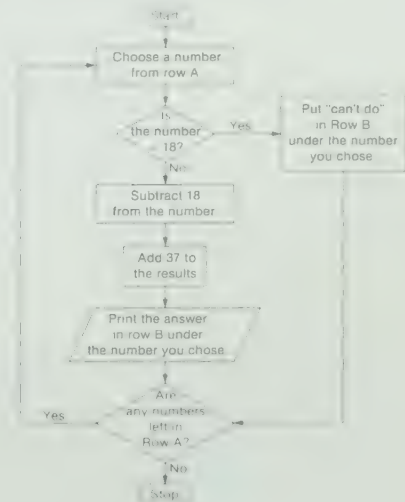 Start
Choose a number
from row A
Is
the number
18?
Yes
Put "can't do"
in Row B
under the number
you chose
No
Subtract 18
from the number
Add 37 to
the results
Print the answer
in row B under
the number you chose
Are
any numbers
left in
Row A?
Yes
No
Stop